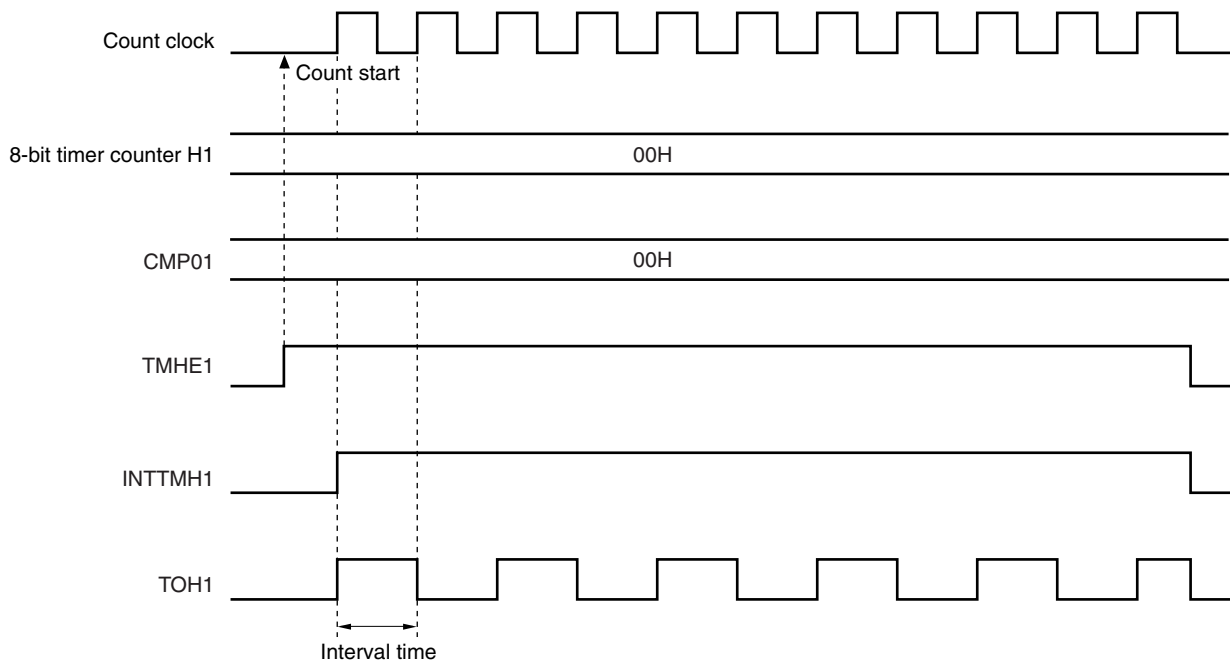 Count clock
Count start
8-bit timer counter H1
00H
CMP01
00H
TMHE1
INTTMH1
TOH1
Interval time